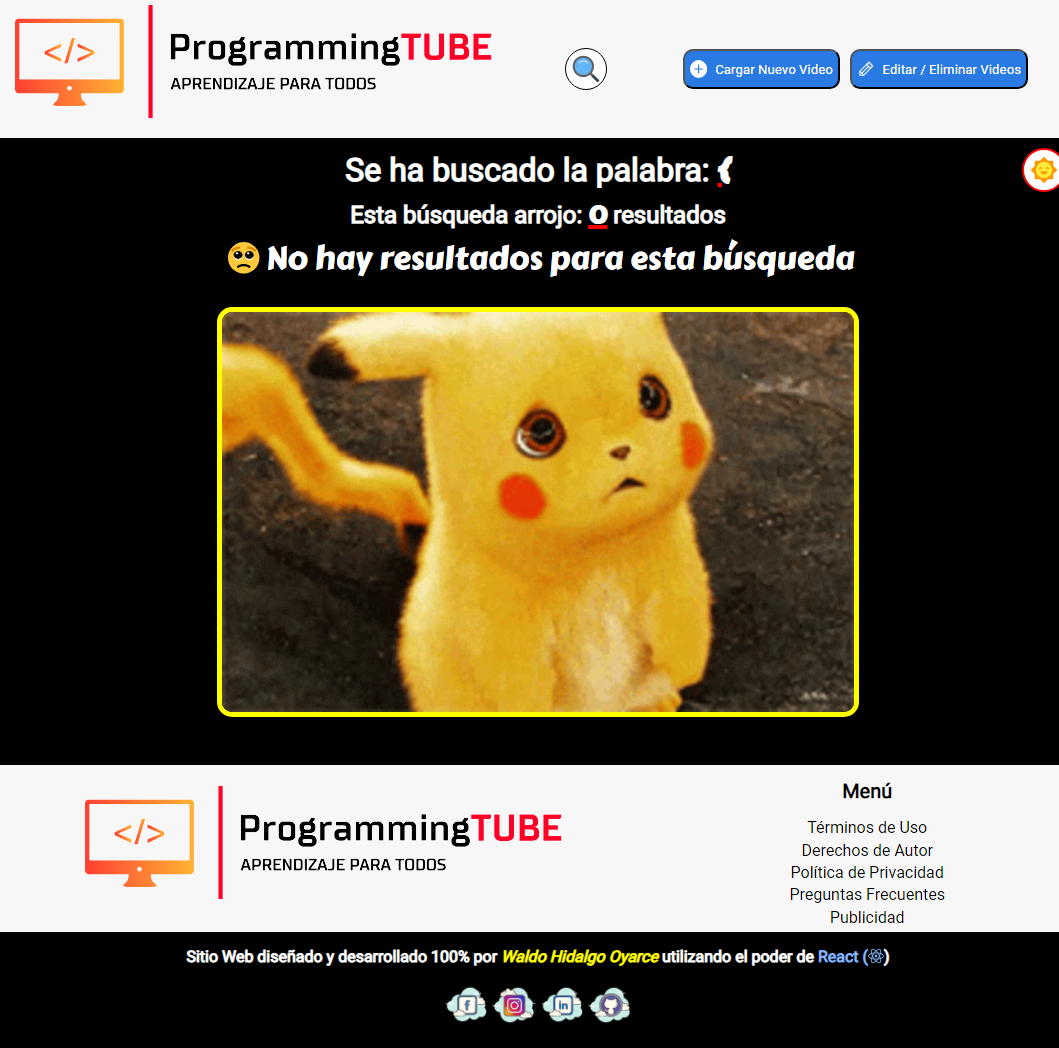 </>
ProgrammingTUBE
APRENDIZAJE PARA TODOS
Cargar Nuevo Video
Editar / Eliminar Videos
Se ha buscado la palabra: {
Esta búsqueda arrojo: 0 resultados
🥺 No hay resultados para esta búsqueda
</>
ProgrammingTUBE
APRENDIZAJE PARA TODOS
Menú
Términos de Uso
Derechos de Autor
Política de Privacidad
Preguntas Frecuentes
Publicidad
Sitio Web diseñado y desarrollado 100% por Waldo Hidalgo Oyarce utilizando el poder de React (⚛)
f
in